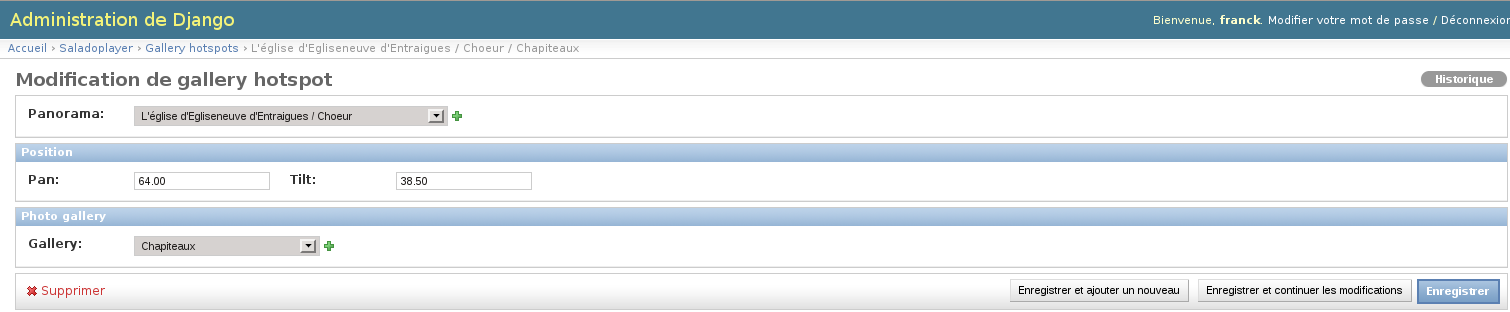 Administration de Django
Bienvenue, franck. Modifier votre mot de passe / Déconnexion
Accueil › Saladoplayer › Gallery hotspots › L'église d'Egliseneuve d'Entraigues / Choeur / Chapiteaux
Modification de gallery hotspot
Historique
Panorama: L'église d'Egliseneuve d'Entraigues / Choeur
Position
Pan: 64.00 Tilt: 38.50
Photo gallery
Gallery: Chapiteaux
Supprimer Enregistrer et ajouter un nouveau Enregistrer et continuer les modifications Enregistrer